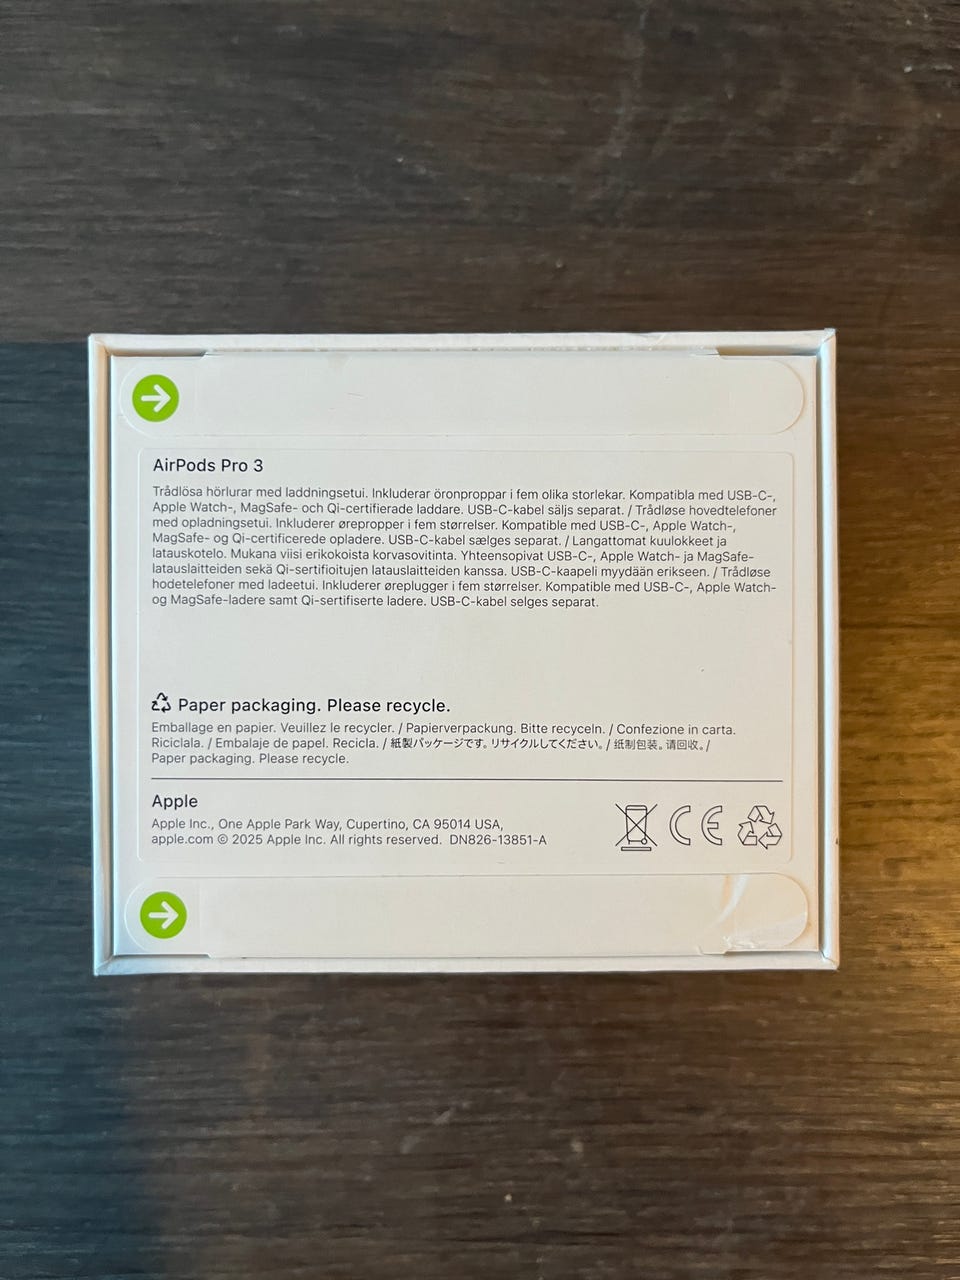 AirPods Pro 3
Trådlösa hörlurar med laddningsetui. Inkluderar öronproppar i fem olika storlekar. Kompatibla med USB-C-,
Apple Watch-, MagSafe- och Qi-certifierade laddare. USB-C-kabel säljs separat. / Trådløse hovedtelefoner
med opladningsetui. Inkluderer ørepropper i fem størrelser. Kompatible med USB-C-, Apple Watch-,
MagSafe- og Qi-certificerede opladere. USB-C-kabel sælges separat. / Langattomat kuulokkeet ja
latauskotelo. Mukana viisi erikokoista korvasovitinta. Yhteensopivat USB-C-, Apple Watch- ja MagSafe-
latauslaitteiden sekä Qi-sertifioitujen latauslaitteiden kanssa. USB-C-kaapeli myydään erikseen. / Trådløse
hodetelefoner med ladeetui. Inkluderer øreplugger i fem størrelser. Kompatible med USB-C-, Apple Watch-
og MagSafe-ladere samt Qi-sertifiserte ladere. USB-C-kabel selges separat.
Paper packaging. Please recycle.
Emballage en papier. Veuillez le recycler. / Papierverpackung. Bitte recyceln. / Confezione in carta.
Riciclala. / Embalaje de papel. Recicla. / 紙製パッケージです。リサイクルしてください。/ 纸制包装。请回收。/
Paper packaging. Please recycle.
Apple
Apple Inc., One Apple Park Way, Cupertino, CA 95014 USA,
apple.com © 2025 Apple Inc. All rights reserved. DN826-13851-A
CE